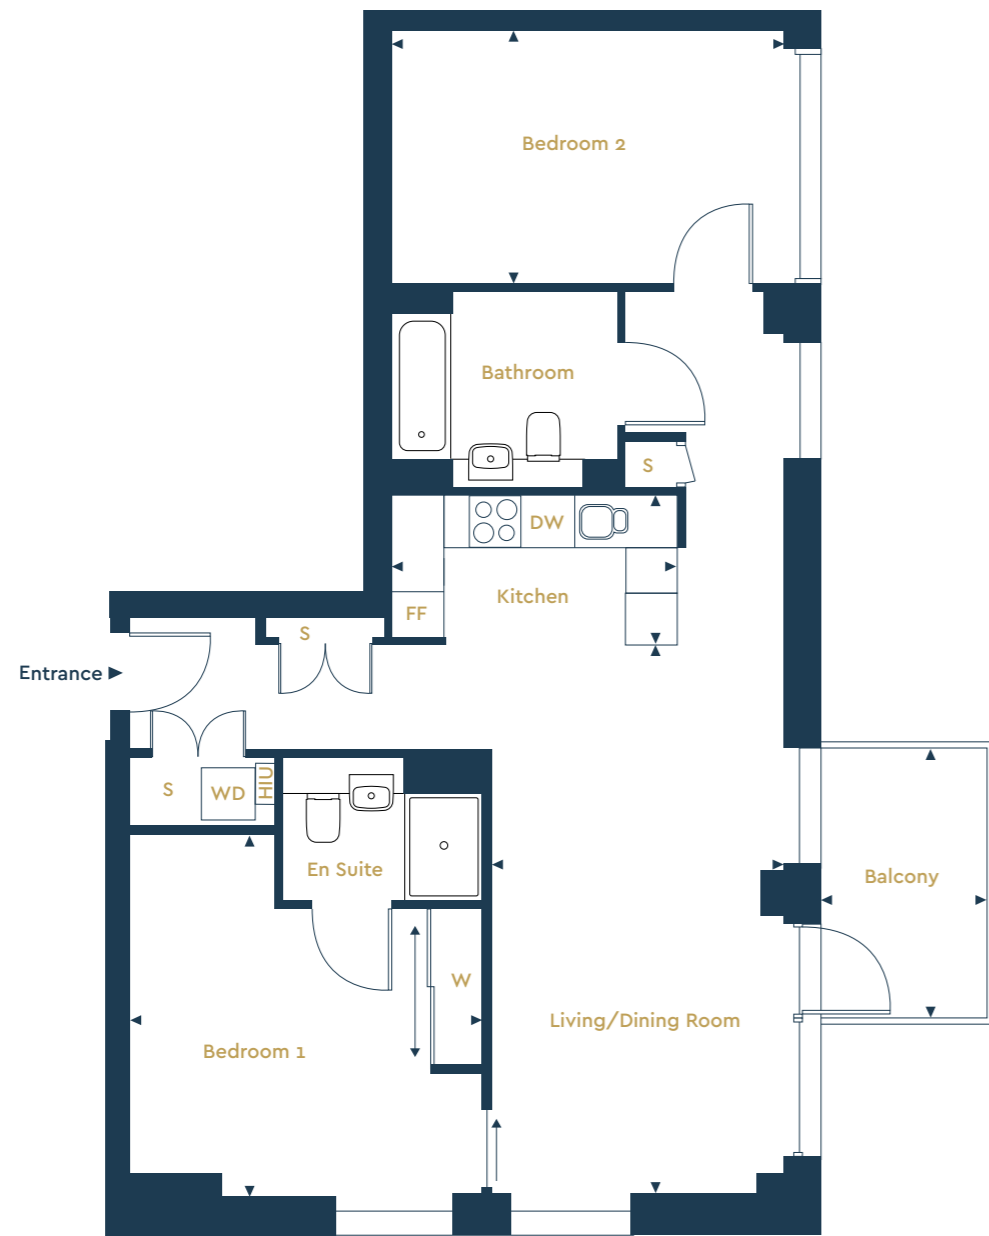 Bedroom 2
Bathroom
S
DW
Kitchen
FF
S
Entrance
S
WD
HIU
En Suite
Balcony
W
Living/Dining Room
Bedroom 1